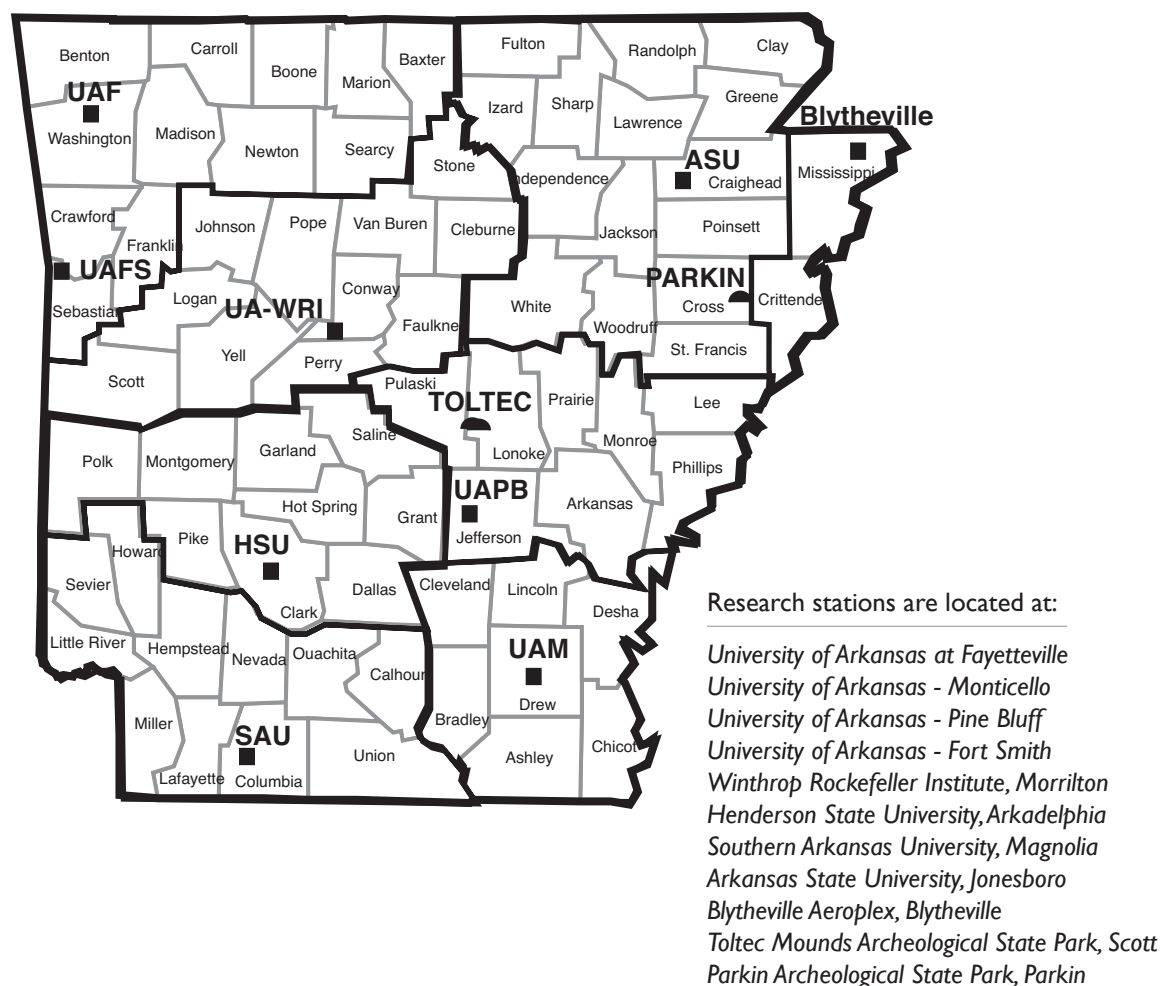 Fulton
Clay
Carroll
Randolph
Benton
Baxter
Boone
Marion
UAF
Greene
Izard
Sharp
Blytheville
Lawrence
Washington
Madison
Newton
Searcy
Stone
ASU
Mississippi
Independence
Craighead
Crawford
Johnson
Pope
Van Buren
Cleburne
Poinsett
Jackson
Franklin
UAFS
PARKIN
Logan
Conway
Crittende
Sebastian
UA-WRI
White
Cross
Faulkne
Woodruff
Yell
Perry
St. Francis
Scott
Pulaski
TOLTEC
Prairie
Lee
Saline
Monroe
Polk
Montgomery
Garland
Lonoke
Phillips
UAPB
Hot Spring
Arkansas
Grant
Pike
HSU
Jefferson
Howard
Sevier
Dallas
Cleveland
Lincoln
Clark
Desha
Little River
Hempstead
Nevada
Ouachita
UAM
Calhoun
Drew
Miller
SAU
Bradley
Lafayette
Columbia
Union
Ashley
Chicot
Research stations are located at:
University of Arkansas at Fayetteville
University of Arkansas - Monticello
University of Arkansas - Pine Bluff
University of Arkansas - Fort Smith
Winthrop Rockefeller Institute, Morrilton
Henderson State University, Arkadelphia
Southern Arkansas University, Magnolia
Arkansas State University, Jonesboro
Blytheville Aeroplex, Blytheville
Toltec Mounds Archeological State Park, Scott
Parkin Archeological State Park, Parkin